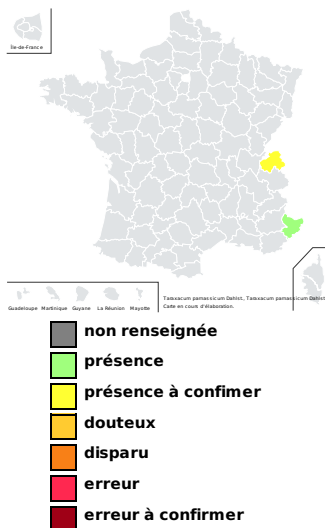 Île-de-France
Taraxacum parnassicum Dahlst., Taraxacum parnassicum Dahlst
Carte en cours d'élaboration.
Guadeloupe Martinique Guyane La Réunion Mayotte
non renseignée
présence
présence à confimer
douteux
disparu
erreur
erreur à confirmer